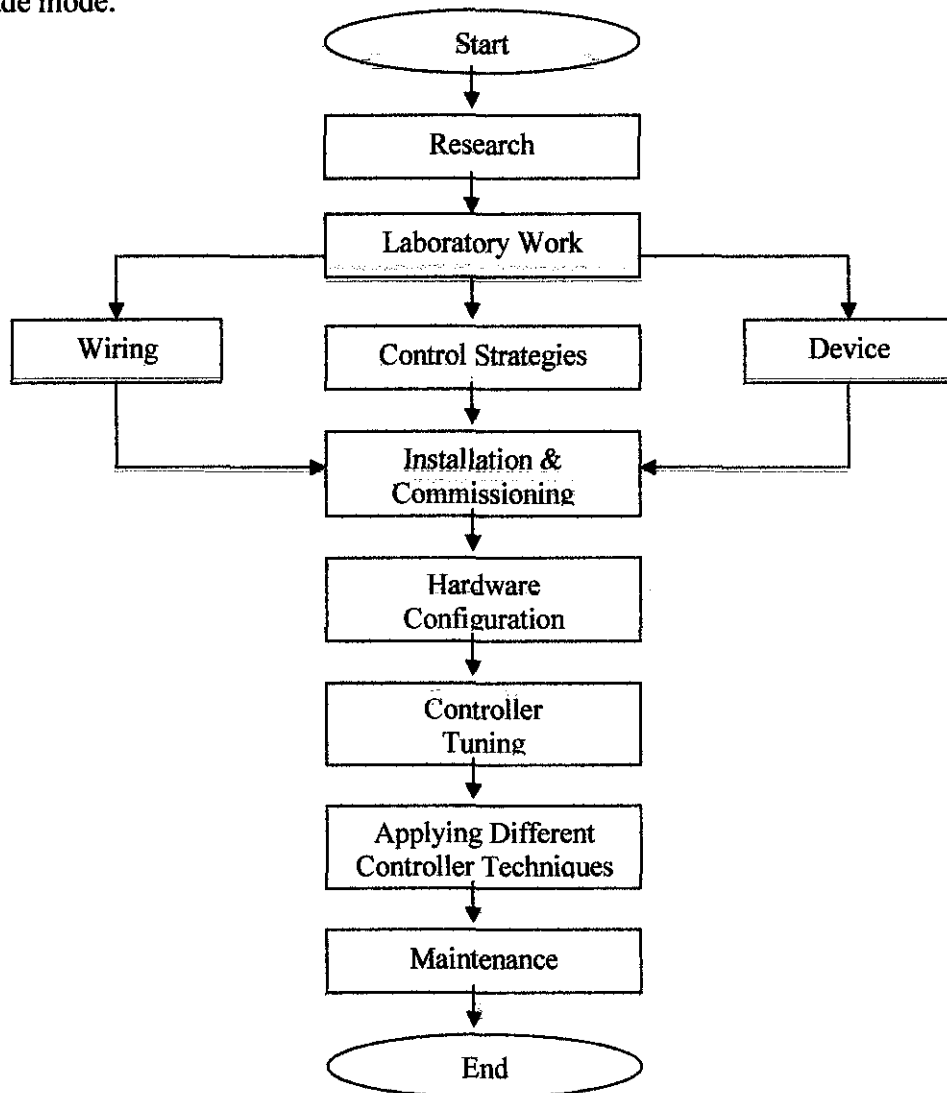 mode.
Start
Research
Laboratory Work
Wiring
Control Strategies
Device
Installation &
Commissioning
Hardware
Configuration
Controller
Tuning
Applying Different
Controller Techniques
Maintenance
End